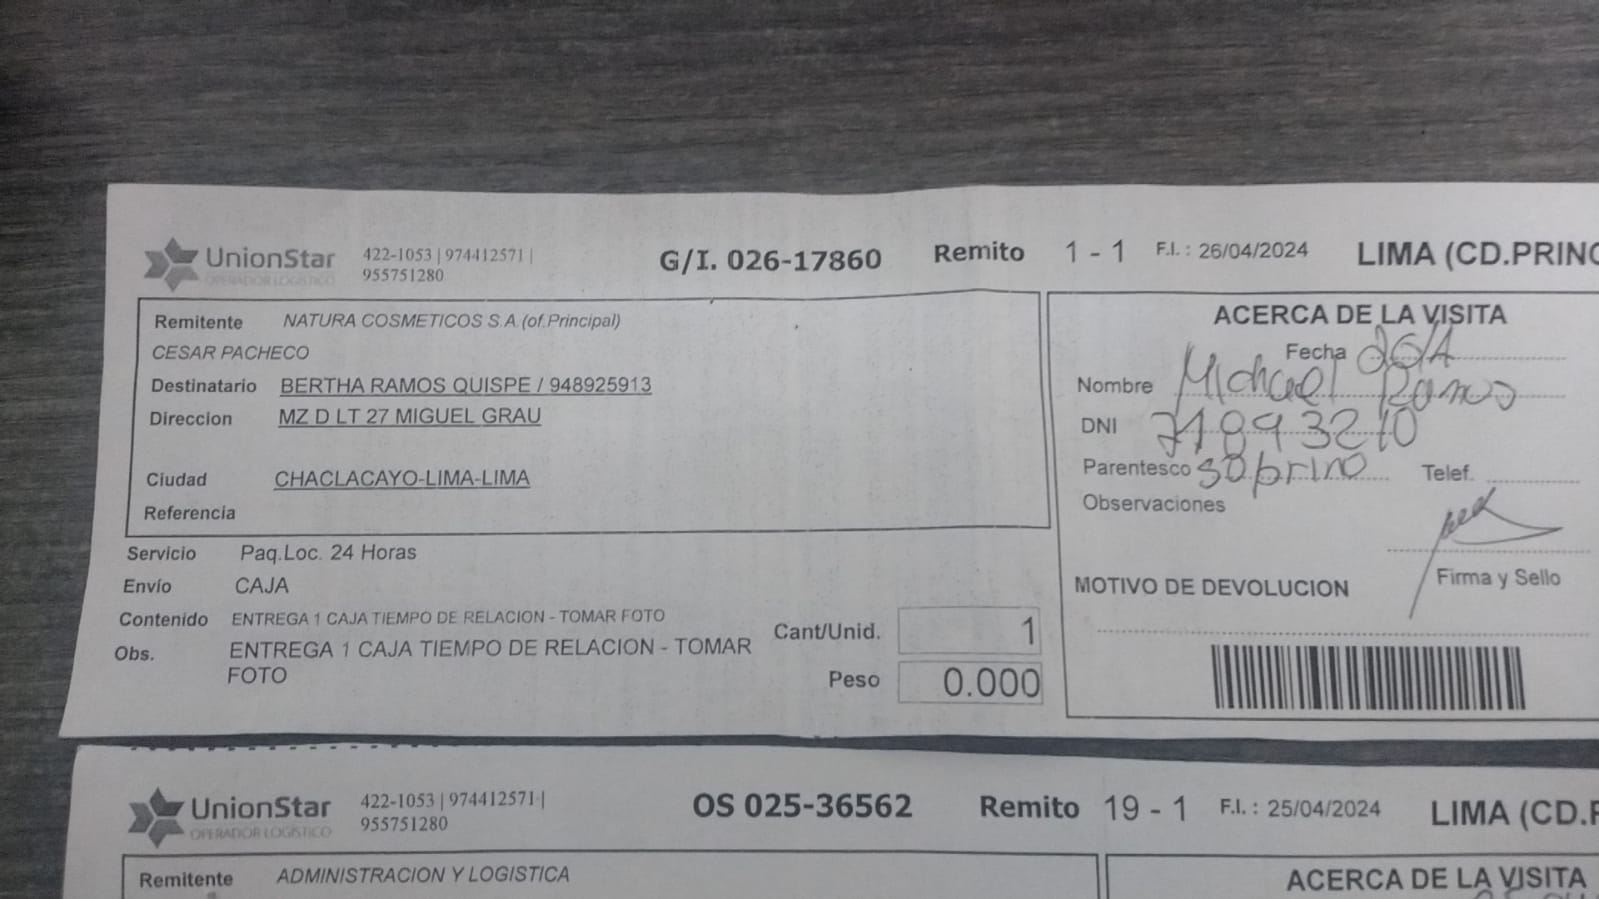 UnionStar
OPERADOR LOGISTICO
422-1053 | 974412571 |
955751280
G/I. 026-17860
Remito 1 - 1
F.I. : 26/04/2024
LIMA (CD.PRINC
Remitente NATURA COSMETICOS S.A.(of.Principal)
CESAR PACHECO
Destinatario BERTHA RAMOS QUISPE / 948925913
Direccion MZ D LT 27 MIGUEL GRAU
Ciudad CHACLACAYO-LIMA-LIMA
Referencia
Servicio Paq.Loc. 24 Horas
Envío CAJA
Contenido ENTREGA 1 CAJA TIEMPO DE RELACION - TOMAR FOTO
Obs. ENTREGA 1 CAJA TIEMPO DE RELACION - TOMAR
FOTO
Cant/Unid. 1
Peso 0.000
ACERCA DE LA VISITA
Fecha 26/4
Nombre Michael Ramos
DNI 71893210
Parentesco sobrino Telef.
Observaciones
Firma y Sello
MOTIVO DE DEVOLUCION
UnionStar
OPERADOR LOGISTICO
422-1053 | 974412571 |
955751280
OS 025-36562
Remito 19 - 1
F.I. : 25/04/2024
LIMA (CD.P
Remitente ADMINISTRACION Y LOGISTICA
ACERCA DE LA VISITA